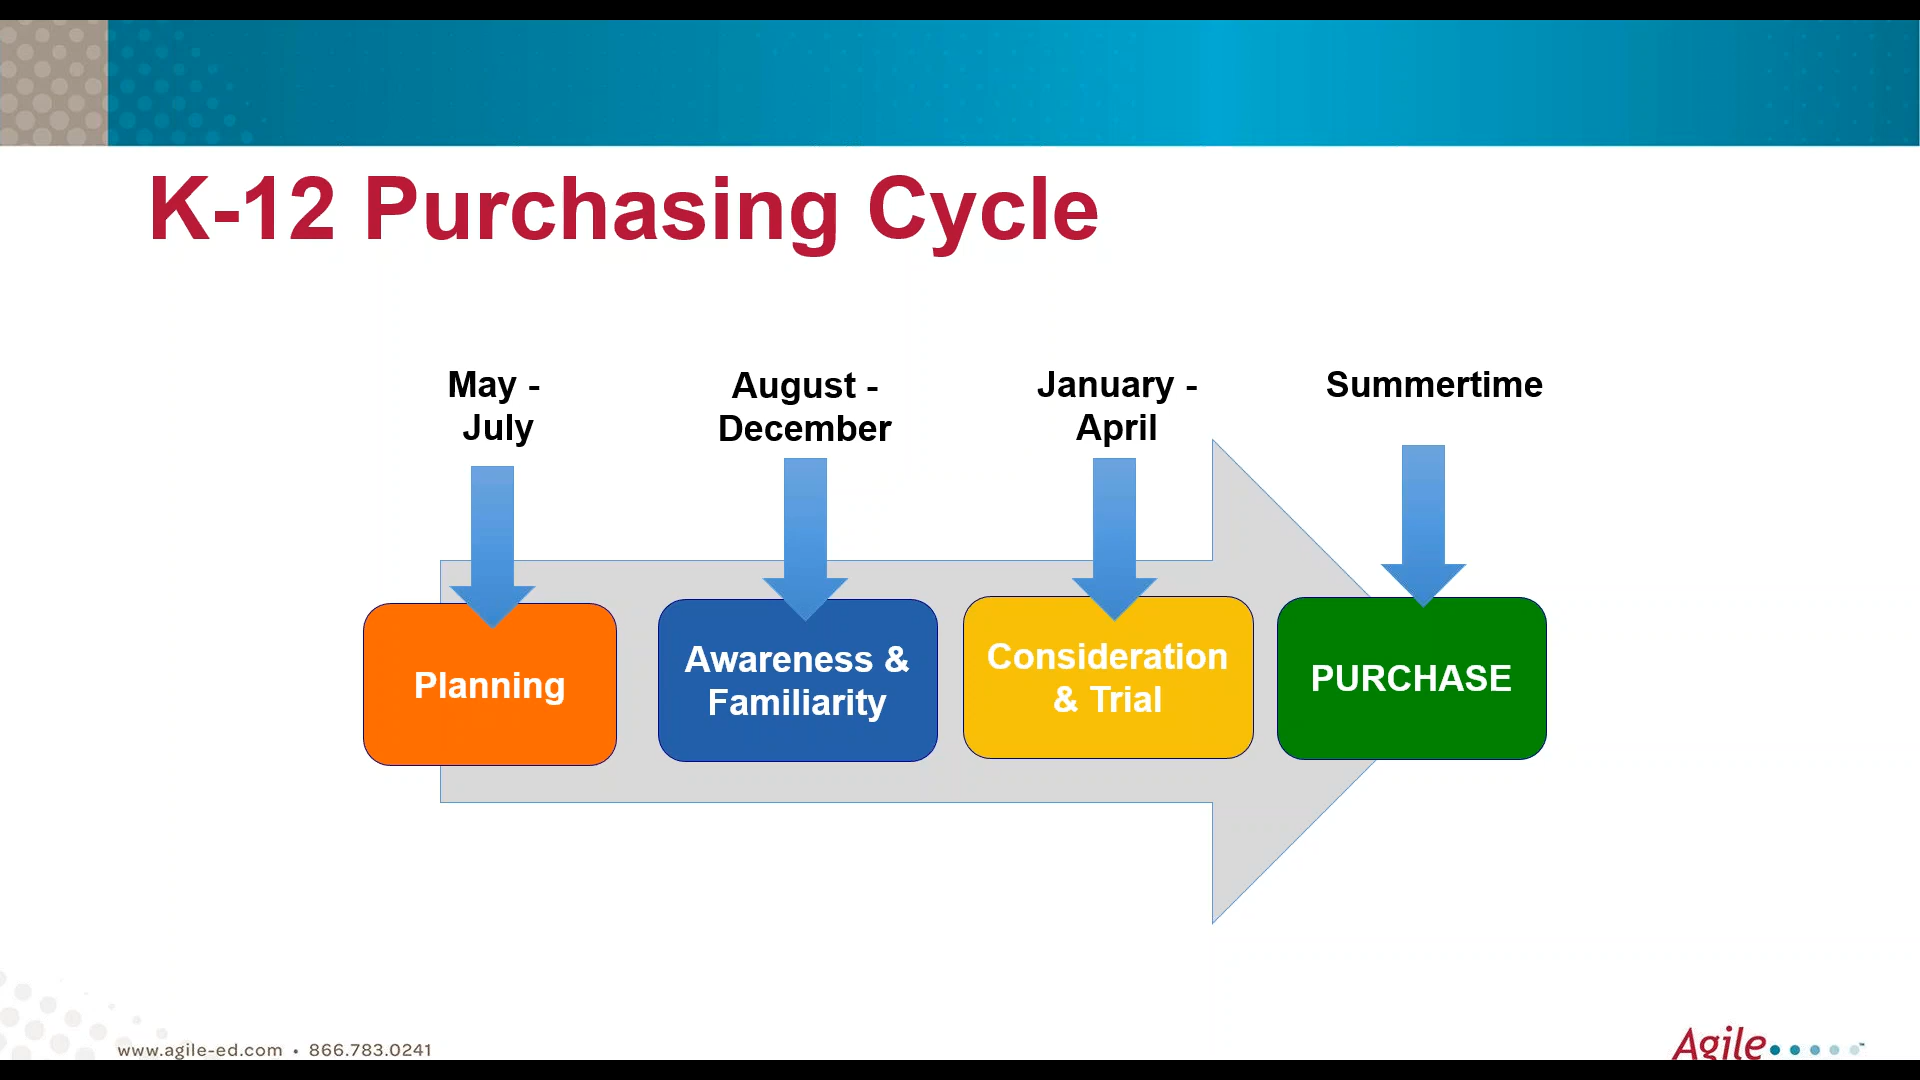 K-12 Purchasing Cycle
May -
July
August -
December
January -
April
Summertime
Planning
Awareness &
Familiarity
Consideration
& Trial
PURCHASE
www.agile-ed.com • 866.783.0241
Agile